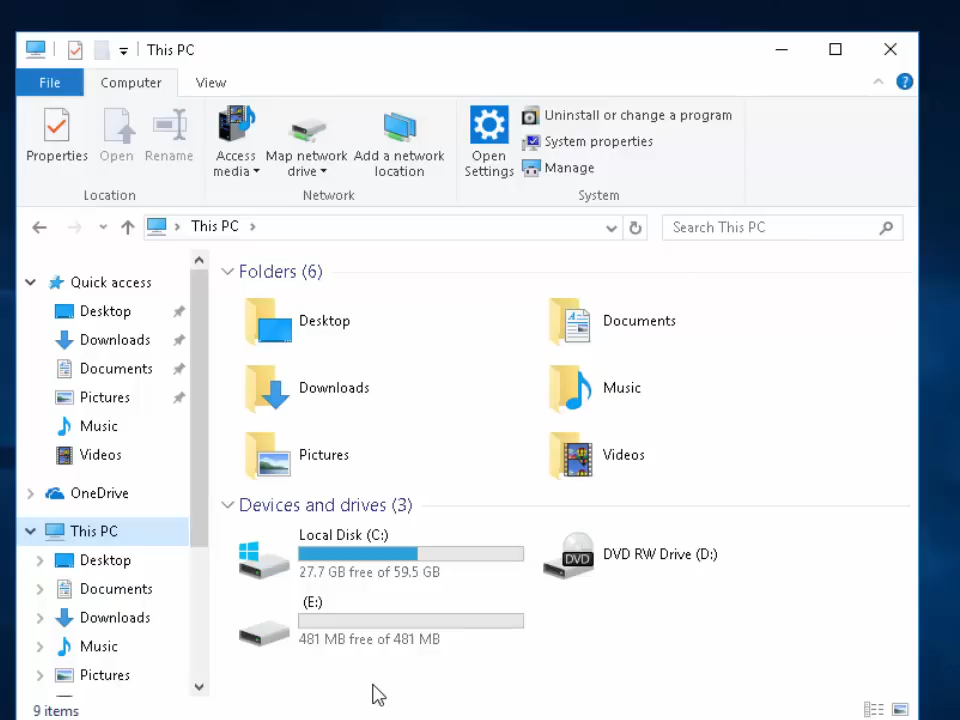 This PC
File
Computer
View
Properties
Open
Rename
Access media
Map network drive
Add a network location
Open Settings
Uninstall or change a program
System properties
Manage
Location
Network
System
This PC
Search This PC
Quick access
Desktop
Downloads
Documents
Pictures
Music
Videos
OneDrive
This PC
Desktop
Documents
Downloads
Music
Pictures
Folders (6)
Desktop
Documents
Downloads
Music
Pictures
Videos
Devices and drives (3)
Local Disk (C:)
27.7 GB free of 59.5 GB
DVD
DVD RW Drive (D:)
(E:)
481 MB free of 481 MB
9 items